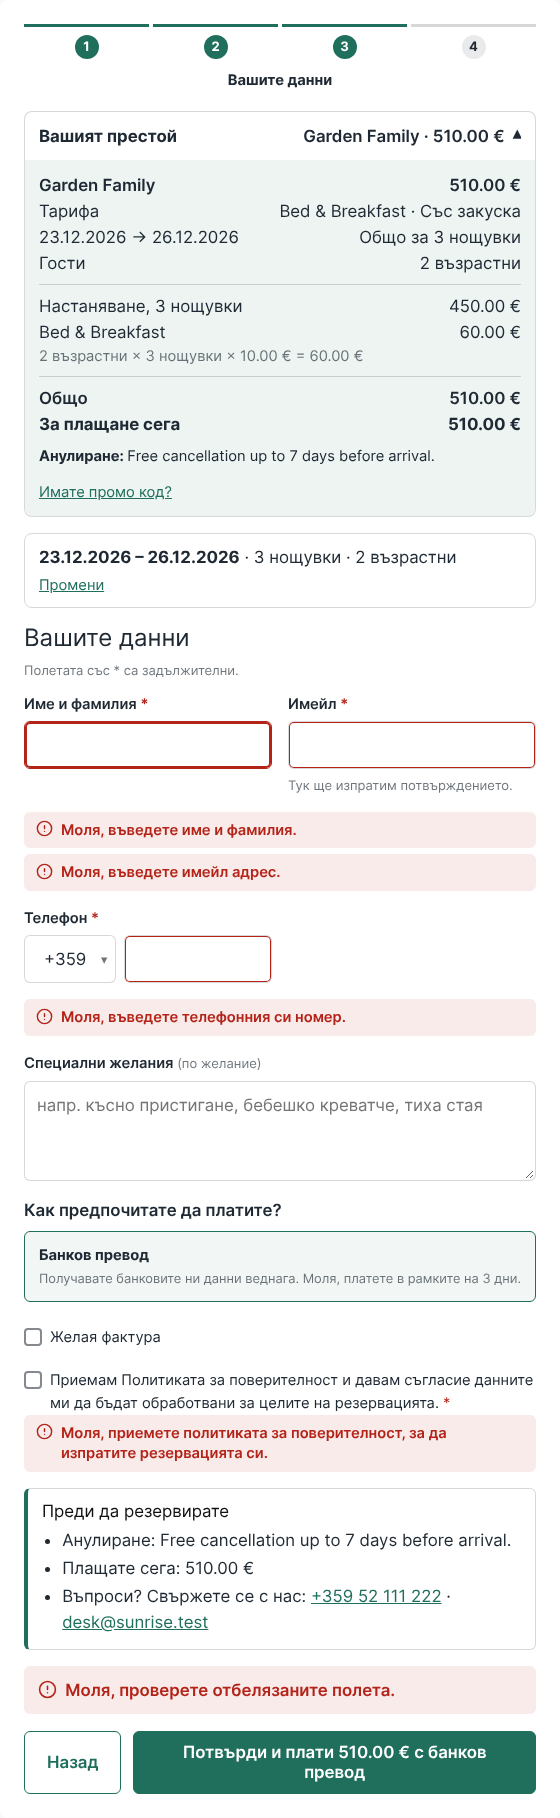 1 2 3 4
Вашите данни
Вашият престой Garden Family · 510.00 € ▲
Garden Family 510.00 €
Тарифа Bed & Breakfast · Със закуска
23.12.2026 → 26.12.2026 Общо за 3 нощувки
Гости 2 възрастни
Настаняване, 3 нощувки 450.00 €
Bed & Breakfast 60.00 €
2 възрастни × 3 нощувки × 10.00 € = 60.00 €
Общо 510.00 €
За плащане сега 510.00 €
Анулиране: Free cancellation up to 7 days before arrival.
Имате промо код?
23.12.2026 – 26.12.2026 · 3 нощувки · 2 възрастни
Промени
Вашите данни
Полетата със * са задължителни.
Име и фамилия * Имейл *
Тук ще изпратим потвърждението.
Моля, въведете име и фамилия.
Моля, въведете имейл адрес.
Телефон *
+359 ▾
Моля, въведете телефонния си номер.
Специални желания (по желание)
напр. късно пристигане, бебешко креватче, тиха стая
Как предпочитате да платите?
Банков превод
Получавате банковите ни данни веднага. Моля, платете в рамките на 3 дни.
Желая фактура
Приемам Политиката за поверителност и давам съгласие данните
ми да бъдат обработвани за целите на резервацията. *
Моля, приемете политиката за поверителност, за да
изпратите резервацията си.
Преди да резервирате
• Анулиране: Free cancellation up to 7 days before arrival.
• Плащате сега: 510.00 €
• Въпроси? Свържете се с нас: +359 52 111 222 ·
desk@sunrise.test
Моля, проверете отбелязаните полета.
Назад Потвърди и плати 510.00 € с банков
превод